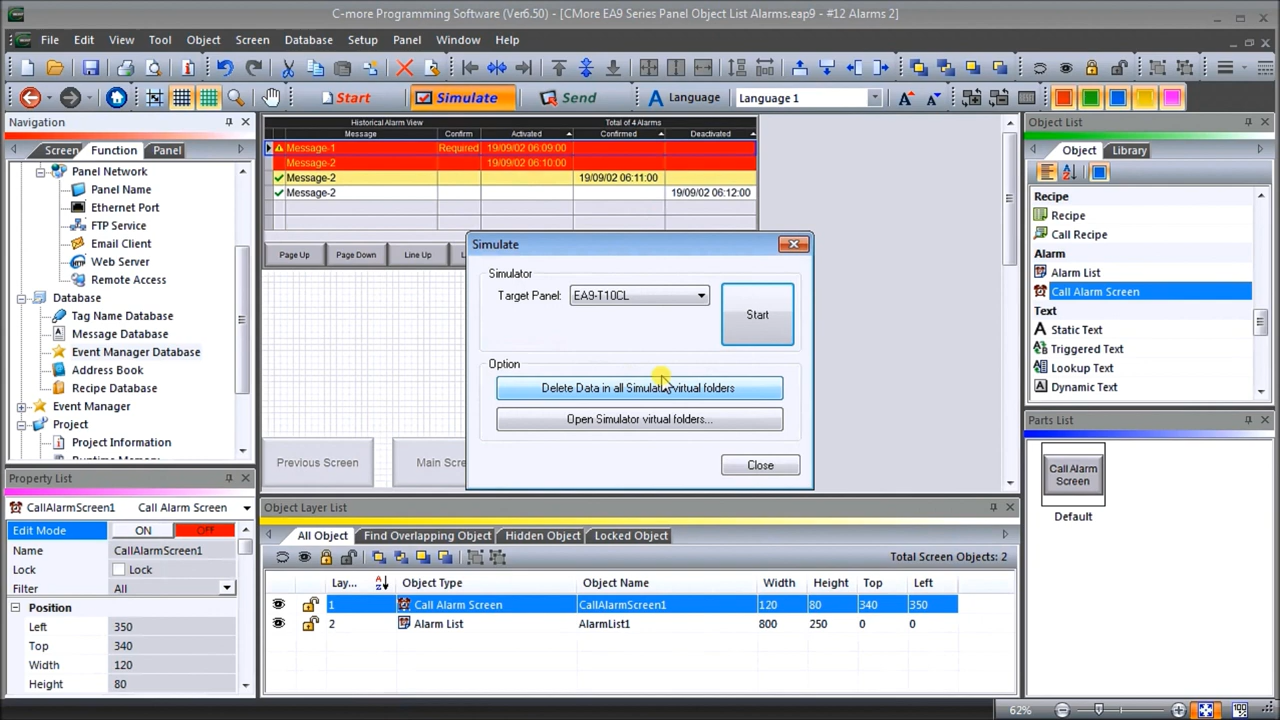 C-more Programming Software (Ver6.50) - [CMore EA9 Series Panel Object List Alarms.eap9 - #12 Alarms 2]
File Edit View Tool Object Screen Database Setup Panel Window Help
Start Simulate Send Language Language 1
Navigation
Screen Function Panel
Panel Network
Panel Name
Ethernet Port
FTP Service
Email Client
Web Server
Remote Access
Database
Tag Name Database
Message Database
Event Manager Database
Address Book
Recipe Database
Event Manager
Project
Project Information
Property List
CallAlarmScreen1 Call Alarm Screen
Edit Mode ON OFF
Name CallAlarmScreen1
Lock Lock
Filter All
Position
Left 350
Top 340
Width 120
Height 80
Historical Alarm View Total of 4 Alarms
Message Confirm Activated Confirmed Deactivated
Message-1 Required 19/09/02 06:09:00
Message-2 19/09/02 06:10:00
Message-2 19/09/02 06:11:00
Message-2 19/09/02 06:12:00
Page Up Page Down Line Up
Previous Screen Main Scre
Simulate
Simulator
Target Panel: EA9-T10CL
Start
Option
Delete Data in all Simulator virtual folders
Open Simulator virtual folders...
Close
Object Layer List
All Object Find Overlapping Object Hidden Object Locked Object
Total Screen Objects: 2
Lay... Object Type Object Name Width Height Top Left
1 Call Alarm Screen CallAlarmScreen1 120 80 340 350
2 Alarm List AlarmList1 800 250 0 0
Object List
Object Library
Recipe
Recipe
Call Recipe
Alarm
Alarm List
Call Alarm Screen
Text
Static Text
Triggered Text
Lookup Text
Dynamic Text
Parts List
Call Alarm
Screen
Default
62% 100%